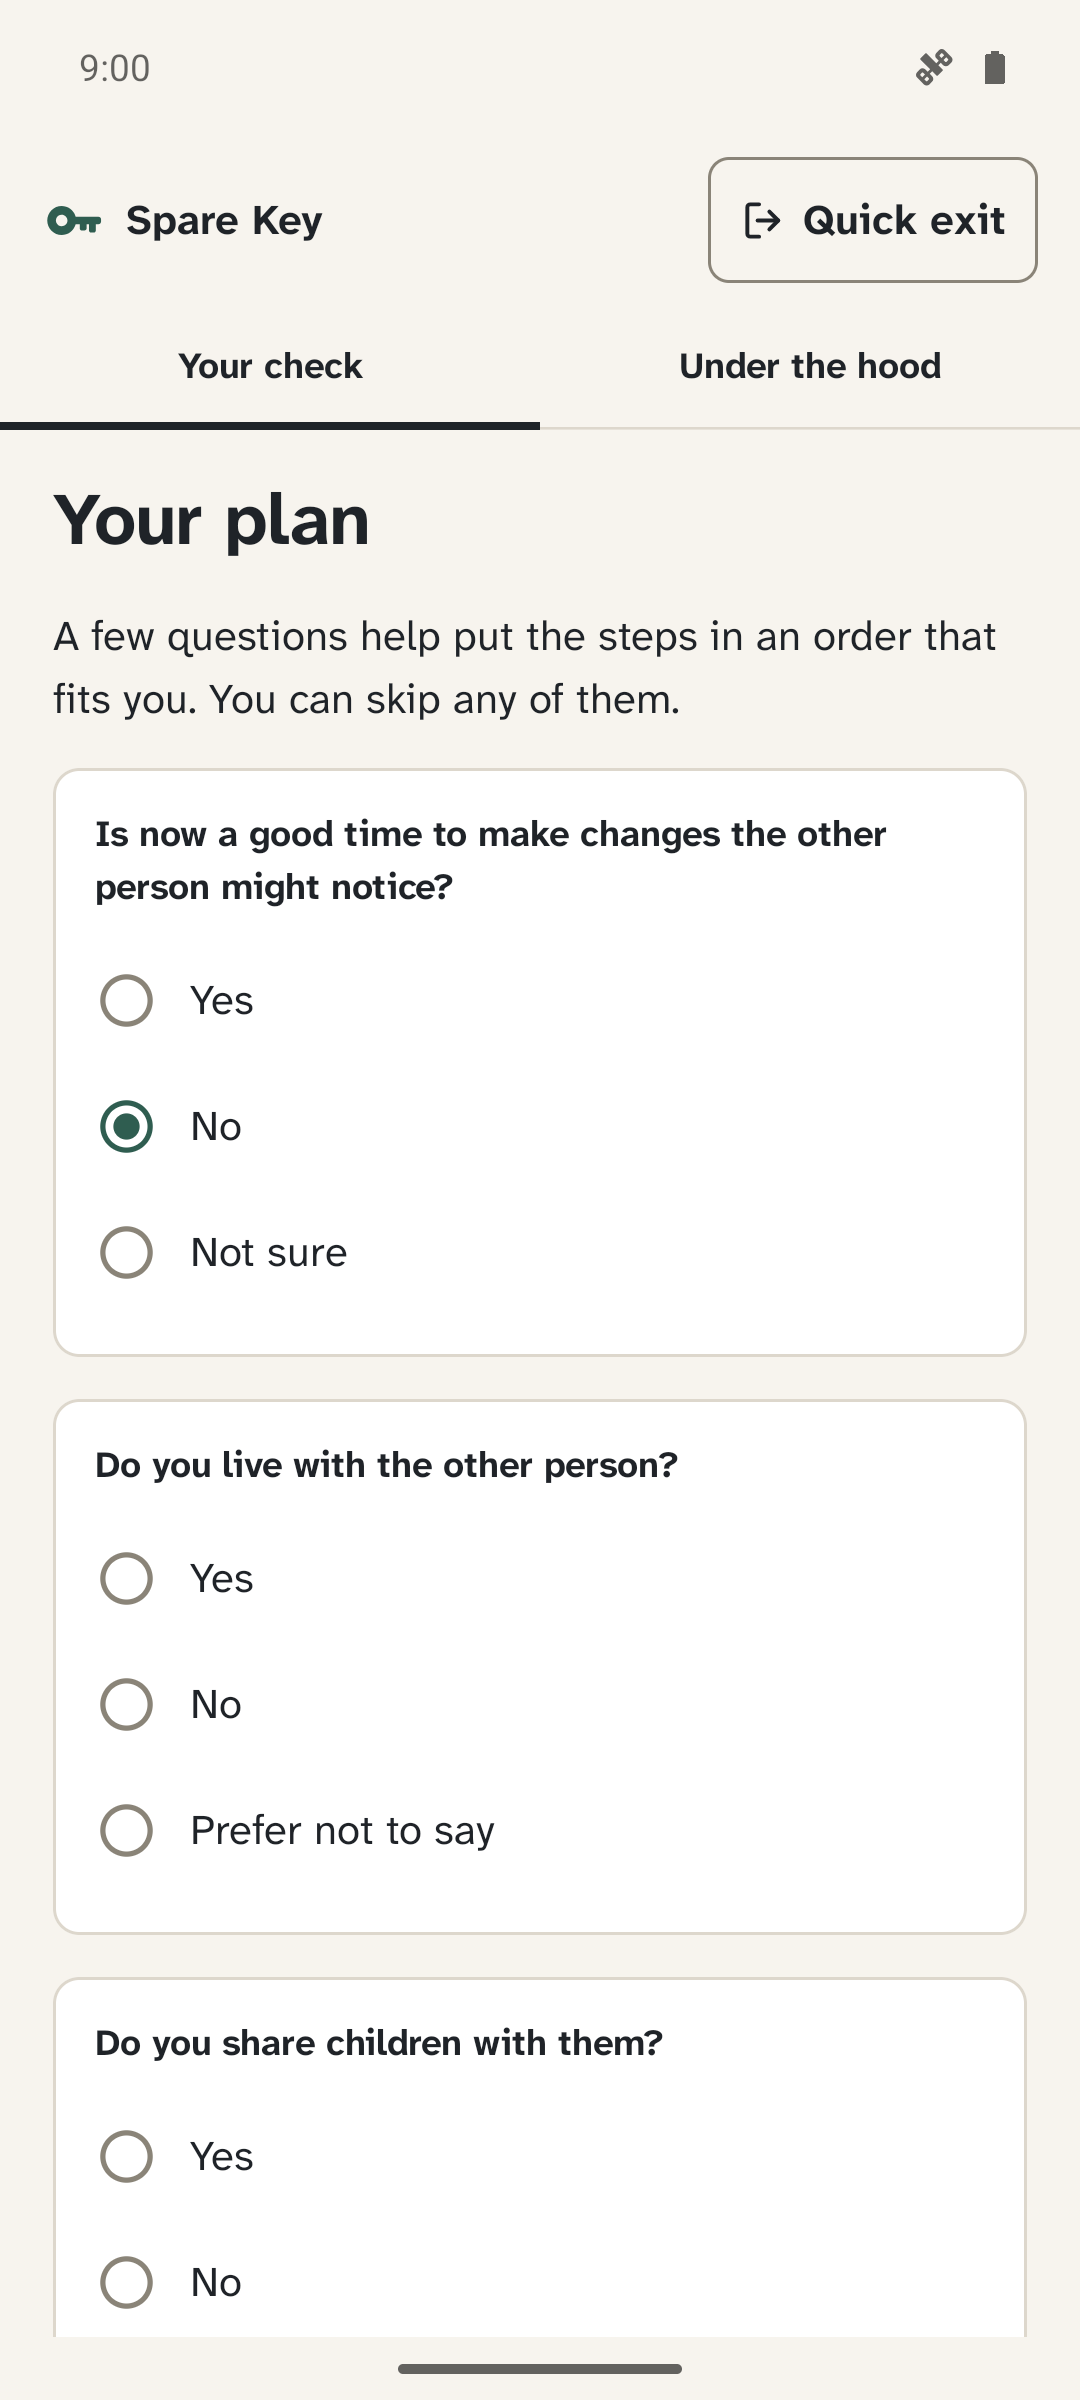 9:00
Spare Key
Quick exit
Your check
Under the hood
Your plan
A few questions help put the steps in an order that
fits you. You can skip any of them.
Is now a good time to make changes the other
person might notice?
Yes
No
Not sure
Do you live with the other person?
Yes
No
Prefer not to say
Do you share children with them?
Yes
No